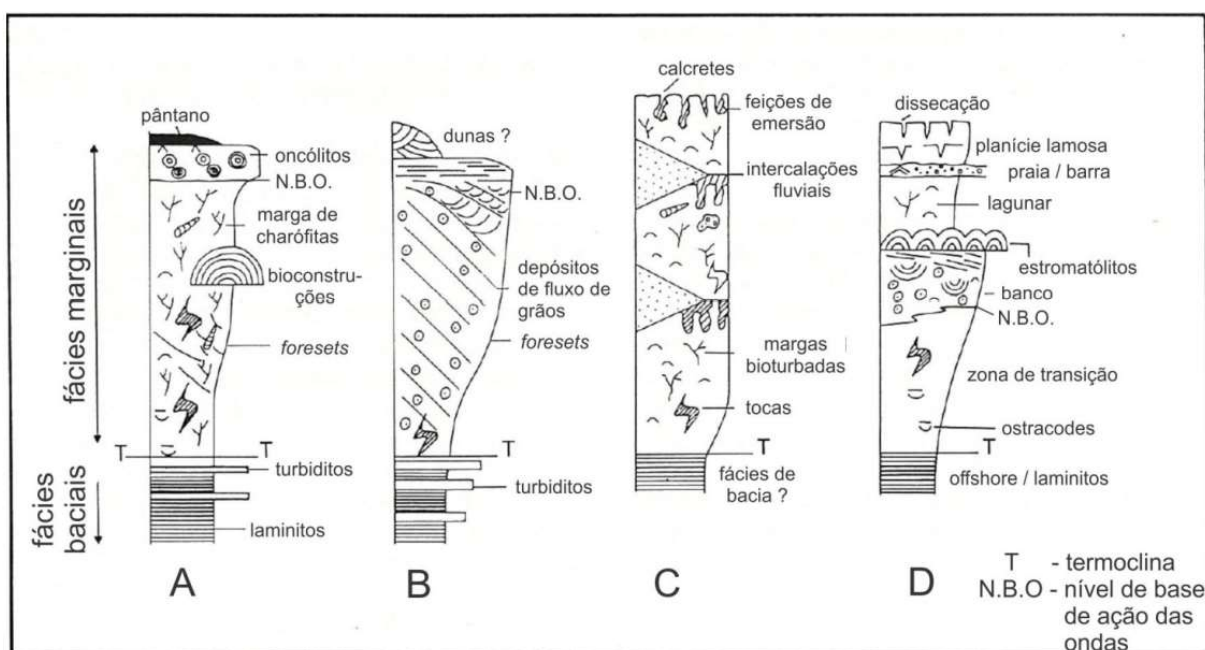 fácies marginais
fácies
baciais
pântano
oncólitos
N.B.O.
marga de
charófitas
bioconstru-
ções
foresets
T
T
turbiditos
laminitos
A
dunas ?
N.B.O.
depósitos
de fluxo de
grãos
foresets
T
turbiditos
B
calcretes
feições de
emersão
intercalações
fluviais
margas
bioturbadas
tocas
T
fácies de
bacia ?
C
dissecação
planície lamosa
praia / barra
lagunar
estromatólitos
banco
N.B.O.
zona de transição
ostracodes
T
offshore / laminitos
D
T - termoclina
N.B.O - nível de base
de ação das
ondas